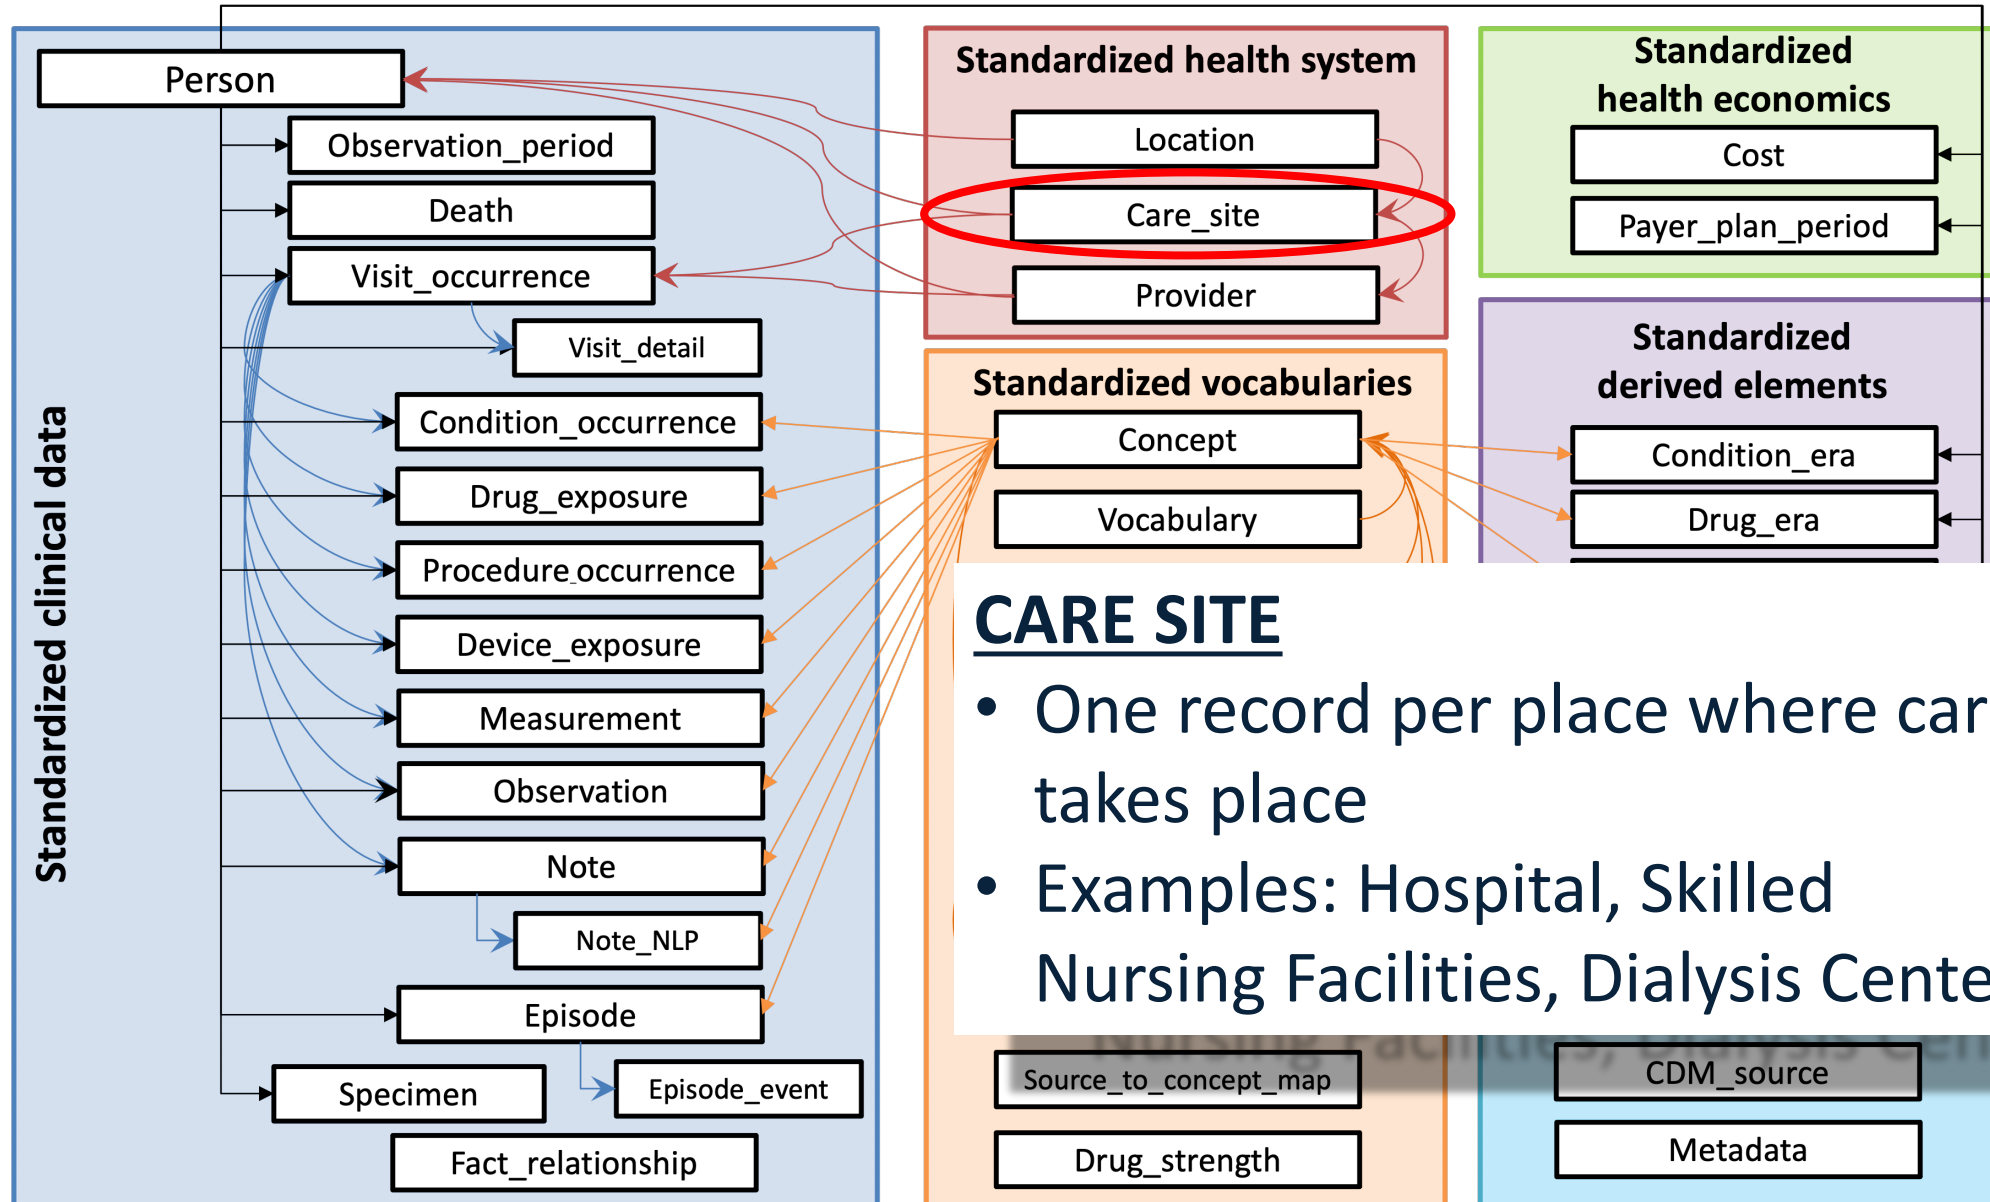 Standardized clinical data
Person
Observation_period
Death
Visit_occurrence
Visit_detail
Condition_occurrence
Drug_exposure
Procedure_occurrence
Device_exposure
Measurement
Observation
Note
Note_NLP
Episode
Episode_event
Specimen
Fact_relationship
Standardized health system
Location
Care_site
Provider
Standardized vocabularies
Concept
Vocabulary
Source_to_concept_map
Drug_strength
Standardized
health economics
Cost
Payer_plan_period
Standardized
derived elements
Condition_era
Drug_era
CDM_source
Metadata
CARE SITE
• One record per place where car
takes place
• Examples: Hospital, Skilled
Nursing Facilities, Dialysis Cente